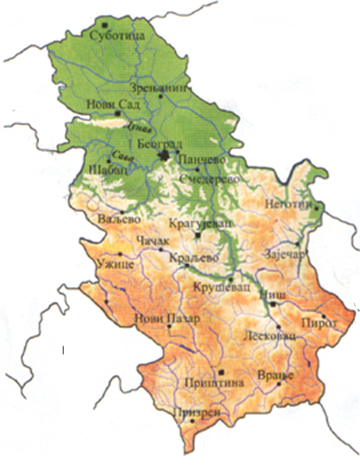 Суботица
Зрењанин
Нови Сад
Дунав
Београд
Сава
Панчево
Шабац
Смедерево
Неготин
Ваљево
Крагујевац
Чачак
Зајечар
Ужице
Краљево
Крушевац
Ниш
Нови Пазар
Пирот
Лесковац
Врање
Приштина
Призрен